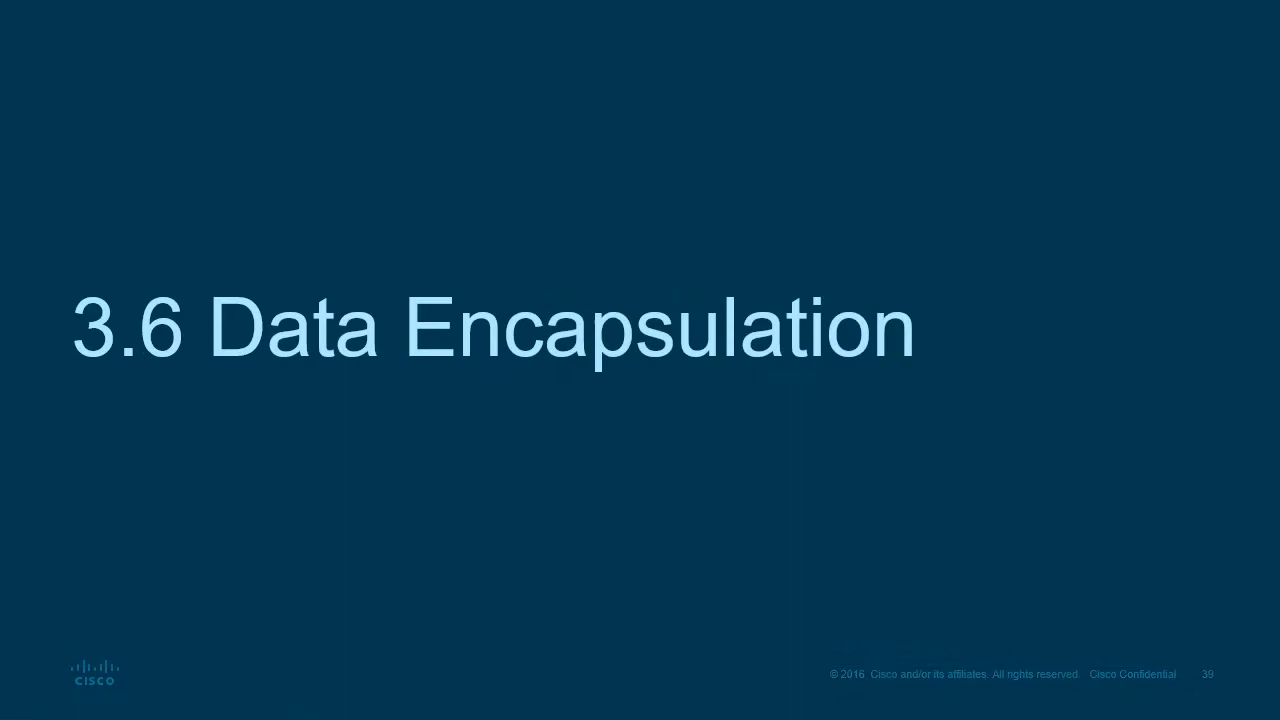 3.6 Data Encapsulation
CISCO
© 2016 Cisco and/or its affiliates. All rights reserved. Cisco Confidential 39